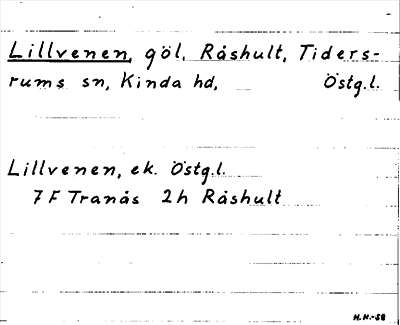 Lillvenen, göl, Råshult, Tiders-
rums sn, Kinda hd, Östg.l.
Lillvenen, ek. Östg.l.
7 F Tranås 2h Råshult
H.H.-58